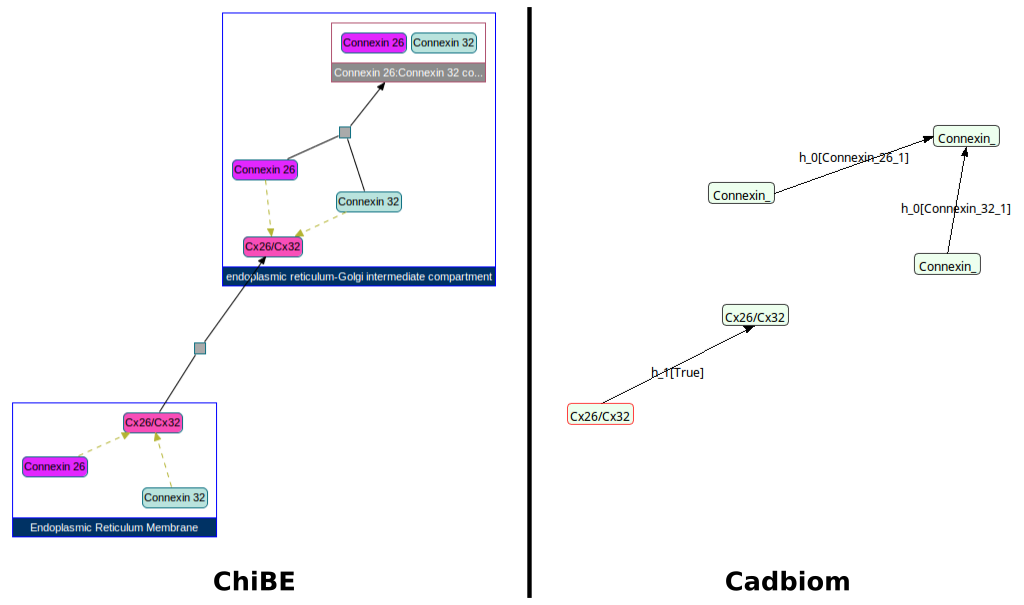 Connexin 26
Connexin 32
Connexin 26:Connexin 32 co...
Connexin 26
Connexin 32
Cx26/Cx32
endoplasmic reticulum-Golgi intermediate compartment
Cx26/Cx32
Connexin 26
Connexin 32
Endoplasmic Reticulum Membrane
ChiBE
Connexin_
h_0[Connexin_26_1]
Connexin_
h_0[Connexin_32_1]
Connexin_
Cx26/Cx32
h_1[True]
Cx26/Cx32
Cadbiom